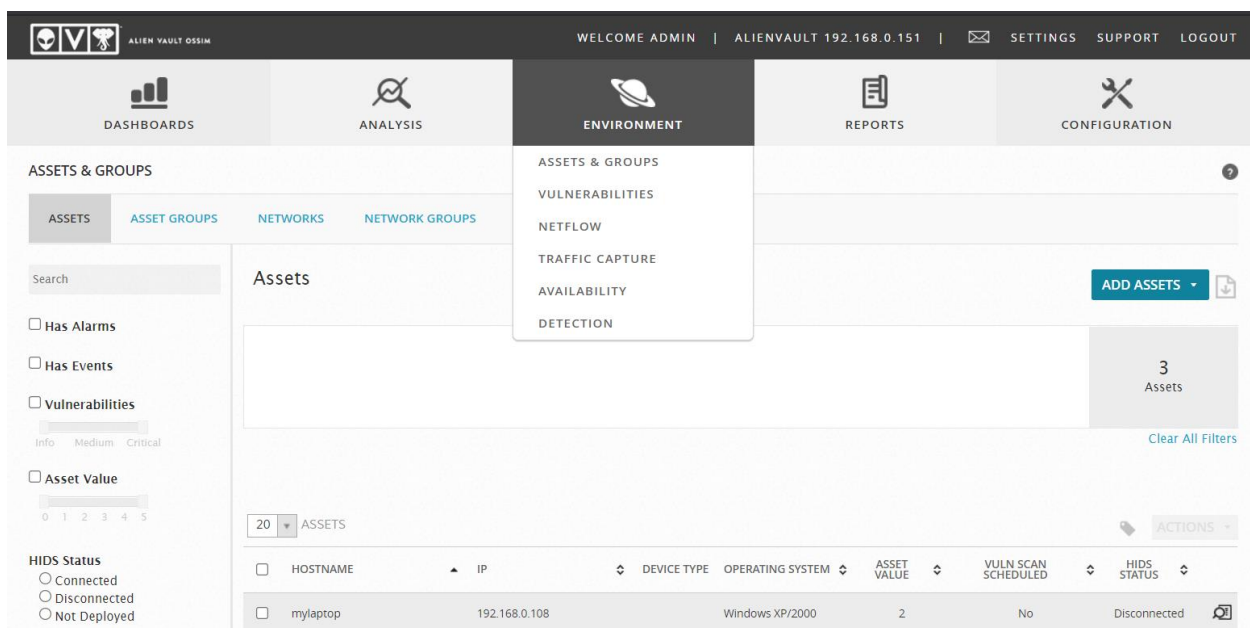 ALIEN VAULT OSSIM
WELCOME ADMIN | ALIENVAULT 192.168.0.151 | SETTINGS SUPPORT LOGOUT
DASHBOARDS ANALYSIS ENVIRONMENT REPORTS CONFIGURATION
ASSETS & GROUPS
VULNERABILITIES
NETFLOW
TRAFFIC CAPTURE
AVAILABILITY
DETECTION
ASSETS & GROUPS ?
ASSETS ASSET GROUPS NETWORKS NETWORK GROUPS
Search
Has Alarms
Has Events
Vulnerabilities
Info Medium Critical
Asset Value
0 1 2 3 4 5
HIDS Status
Connected
Disconnected
Not Deployed
Assets
ADD ASSETS
3
Assets
Clear All Filters
20 ASSETS ACTIONS
HOSTNAME IP DEVICE TYPE OPERATING SYSTEM ASSET VALUE VULN SCAN SCHEDULED HIDS STATUS
mylaptop 192.168.0.108 Windows XP/2000 2 No Disconnected